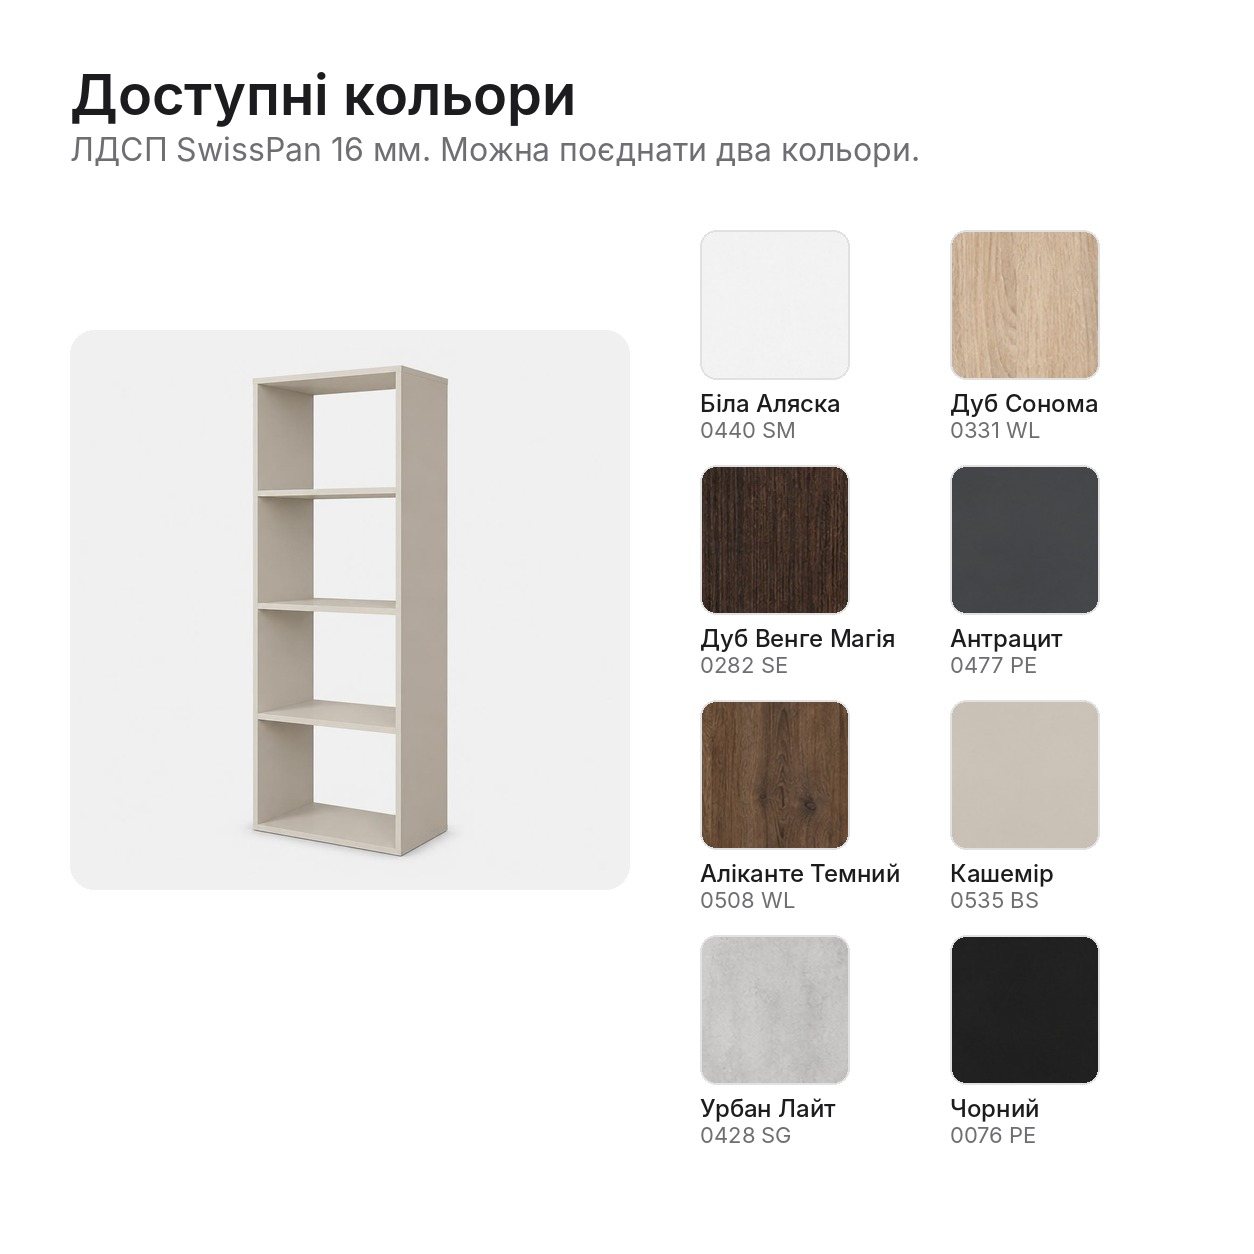 Доступні кольори
ЛДСП SwissPan 16 мм. Можна поєднати два кольори.
Біла Аляска
0440 SM
Дуб Сонома
0331 WL
Дуб Венге Магія
0282 SE
Антрацит
0477 PE
Аліканте Темний
0508 WL
Кашемір
0535 BS
Урбан Лайт
0428 SG
Чорний
0076 PE